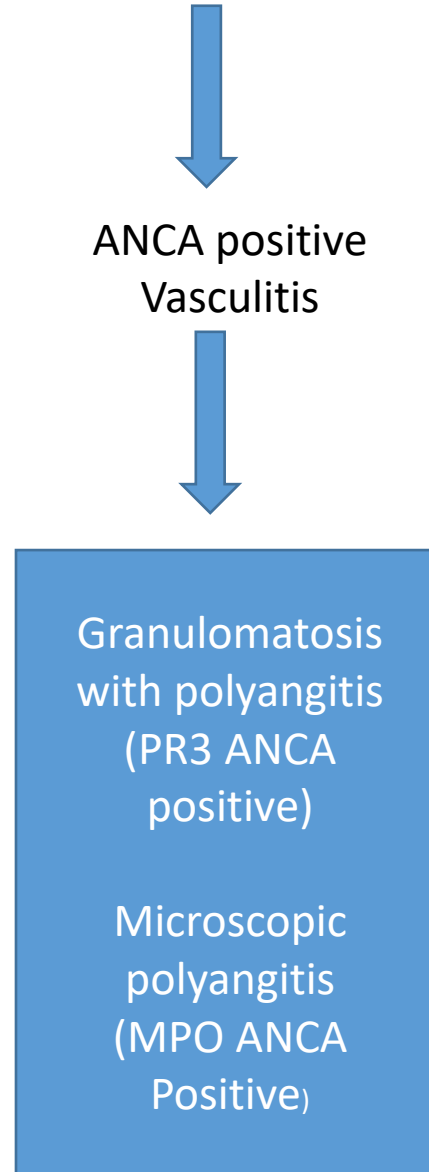 ANCA positive
Vasculitis
Granulomatosis
with polyangitis
(PR3 ANCA
positive)
Microscopic
polyangitis
(MPO ANCA
Positive)